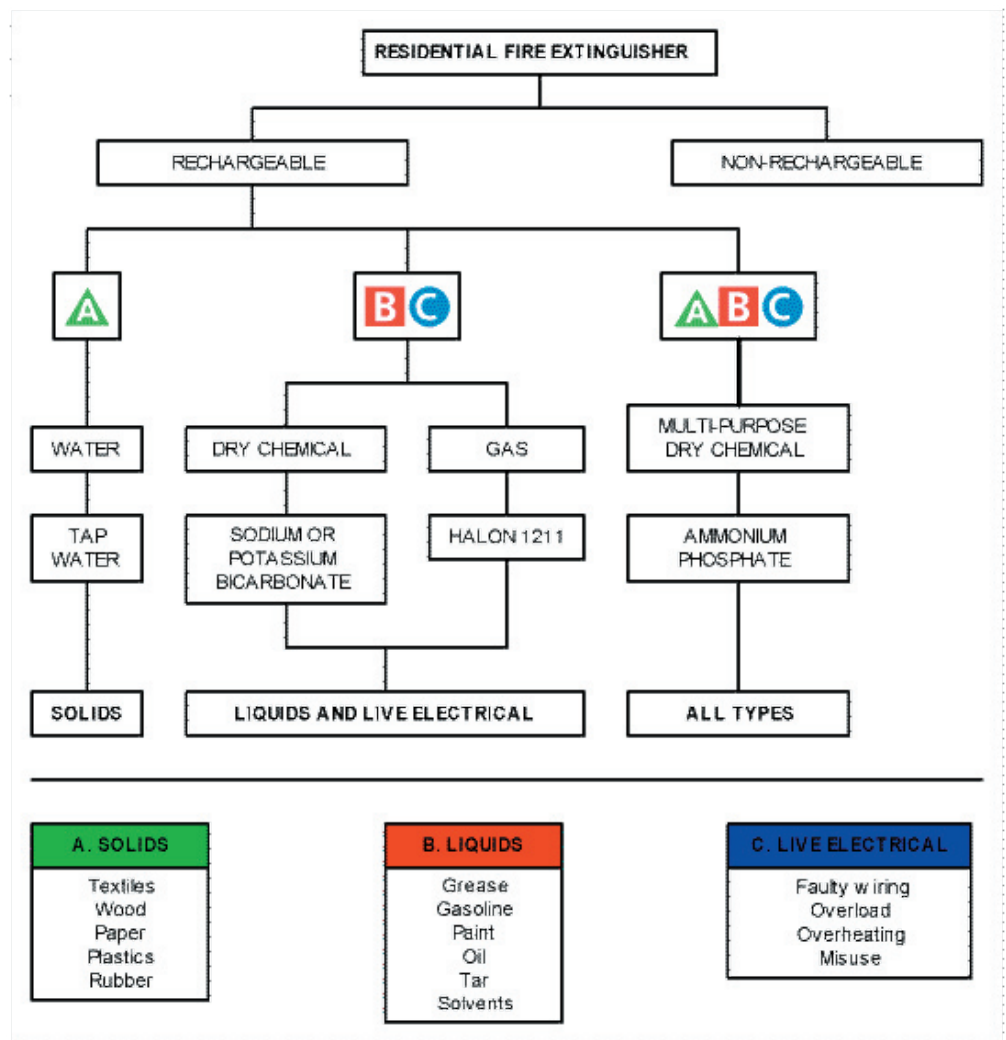 RESIDENTIAL FIRE EXTINGUISHER
RECHARGEABLE
NON-RECHARGEABLE
A
B C
A B C
WATER
DRY CHEMICAL
GAS
MULTI-PURPOSE
DRY CHEMICAL
TAP
WATER
SODIUM OR
POTASSIUM
BICARBONATE
HALON 1211
AMMONIUM
PHOSPHATE
SOLIDS
LIQUIDS AND LIVE ELECTRICAL
ALL TYPES
A. SOLIDS
Textiles
Wood
Paper
Plastics
Rubber
B. LIQUIDS
Grease
Gasoline
Paint
Oil
Tar
Solvents
C. LIVE ELECTRICAL
Faulty wiring
Overload
Overheating
Misuse